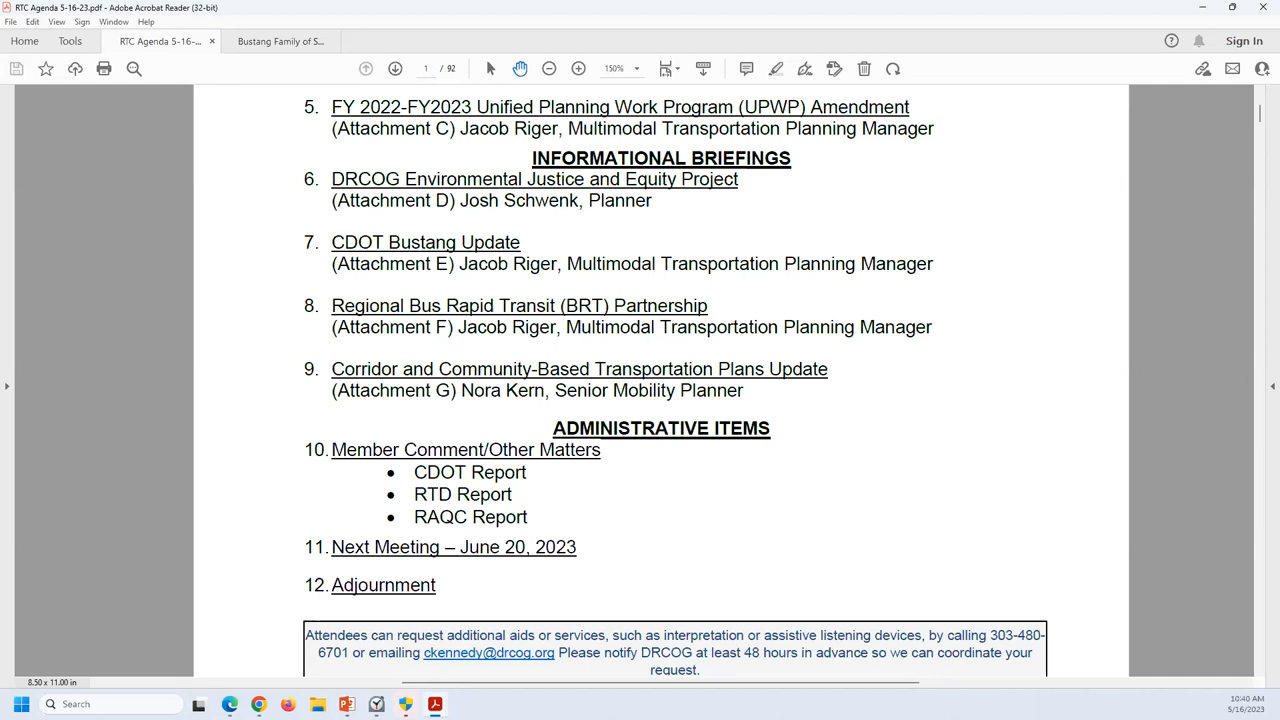 RTC Agenda 5-16-23.pdf - Adobe Acrobat Reader (32-bit)
File Edit View Sign Window Help
Home Tools RTC Agenda 5-16-... × Bustang Family of S... Sign In
1 / 92 150%
5. FY 2022-FY2023 Unified Planning Work Program (UPWP) Amendment
(Attachment C) Jacob Riger, Multimodal Transportation Planning Manager
INFORMATIONAL BRIEFINGS
6. DRCOG Environmental Justice and Equity Project
(Attachment D) Josh Schwenk, Planner
7. CDOT Bustang Update
(Attachment E) Jacob Riger, Multimodal Transportation Planning Manager
8. Regional Bus Rapid Transit (BRT) Partnership
(Attachment F) Jacob Riger, Multimodal Transportation Planning Manager
9. Corridor and Community-Based Transportation Plans Update
(Attachment G) Nora Kern, Senior Mobility Planner
ADMINISTRATIVE ITEMS
10. Member Comment/Other Matters
• CDOT Report
• RTD Report
• RAQC Report
11. Next Meeting – June 20, 2023
12. Adjournment
Attendees can request additional aids or services, such as interpretation or assistive listening devices, by calling 303-480-
6701 or emailing ckennedy@drcog.org Please notify DRCOG at least 48 hours in advance so we can coordinate your
request.
8.50 x 11.00 in
Search
10:40 AM
5/16/2023